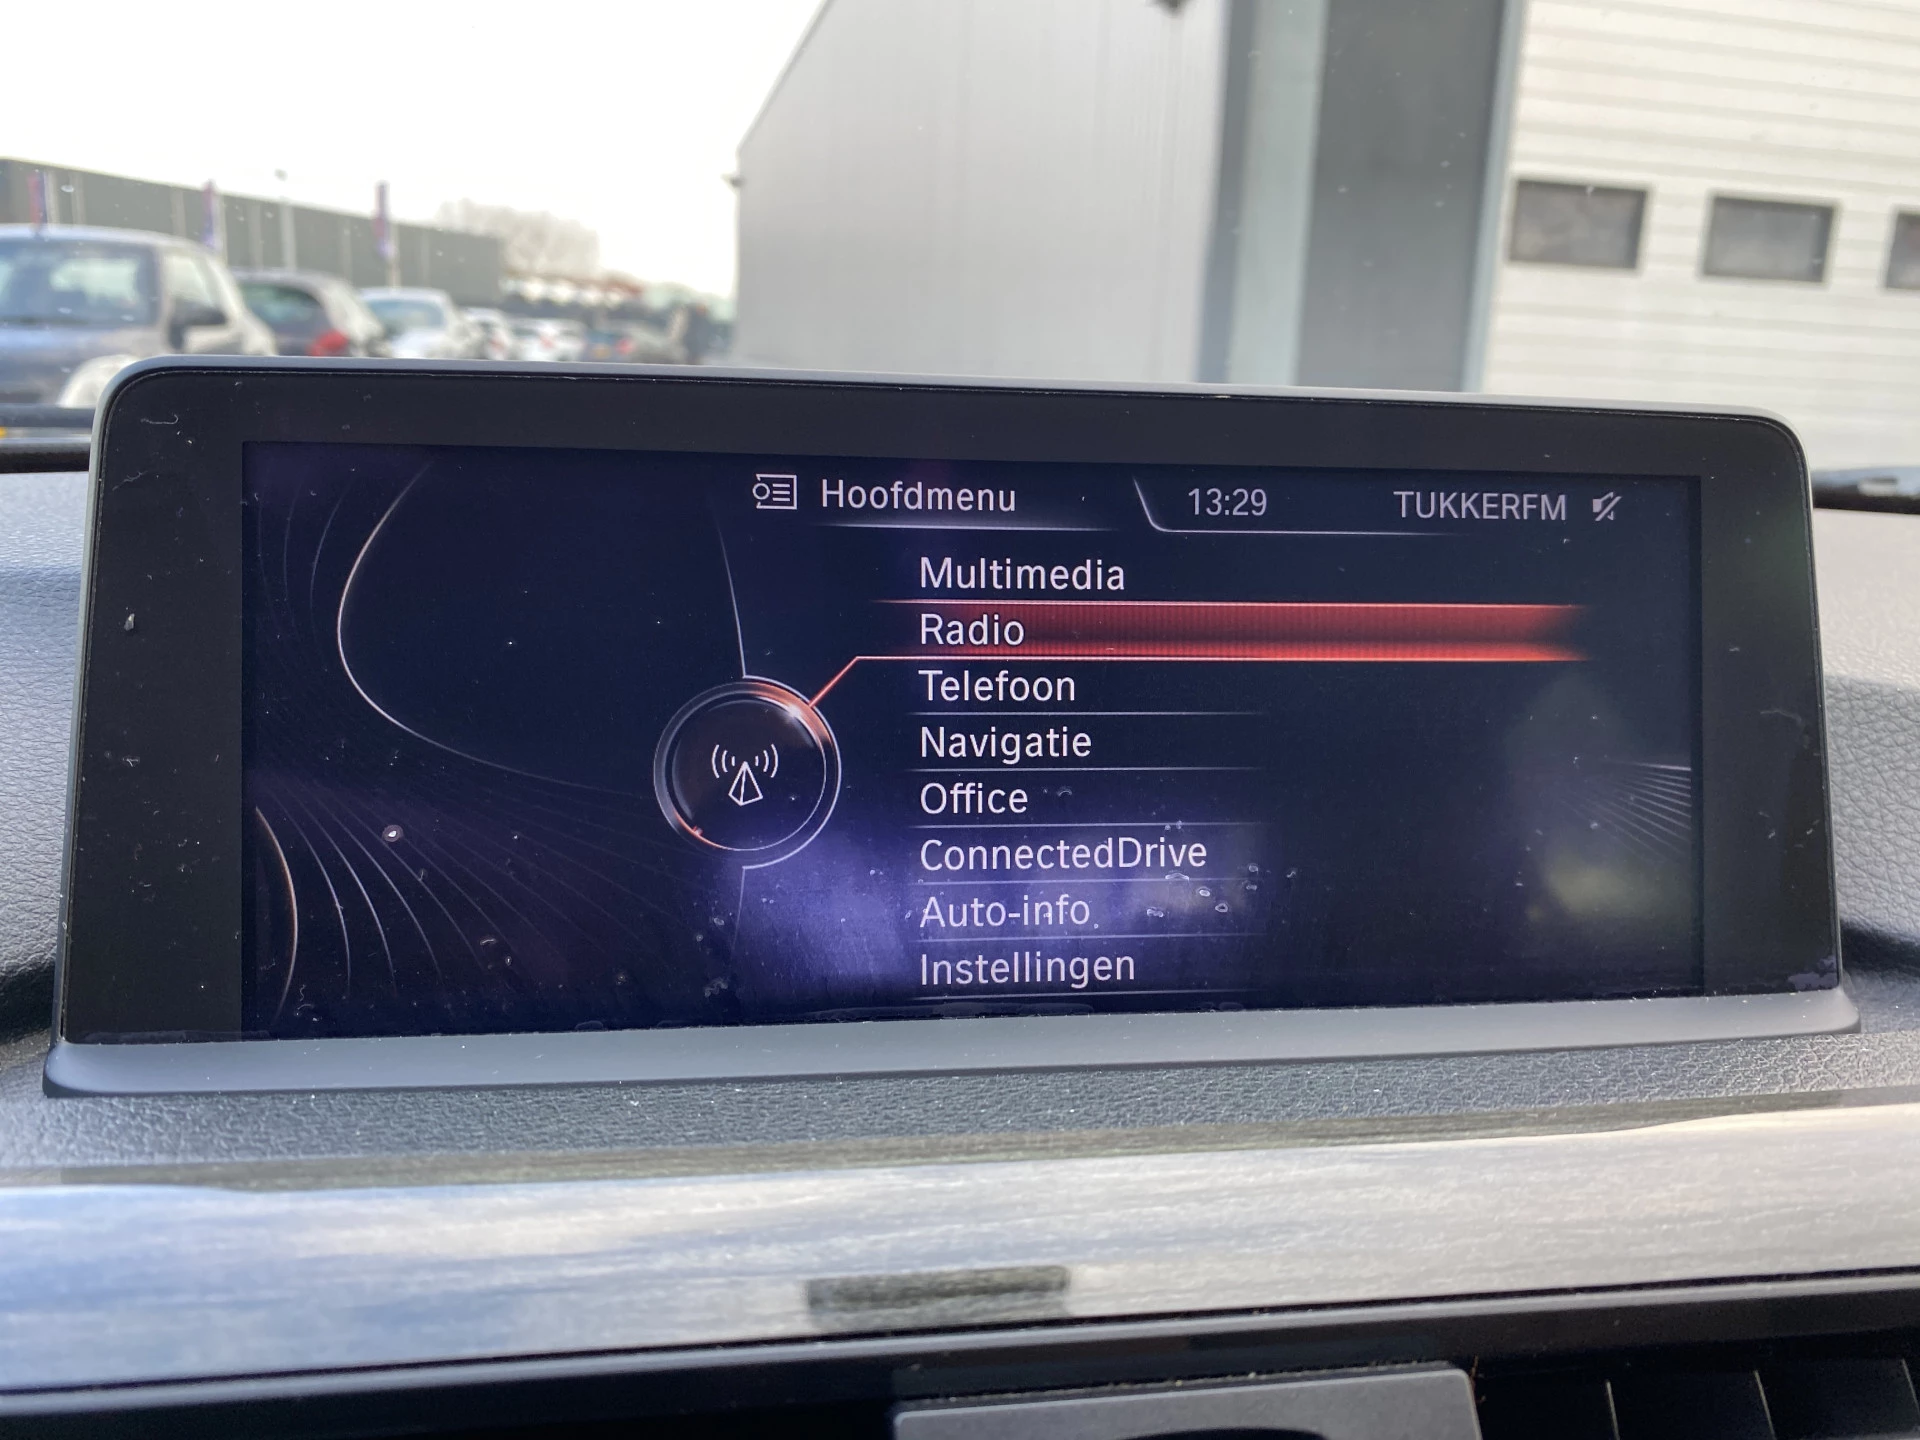 Hoofdmenu 13:29 TUKKERFM
Multimedia
Radio
Telefoon
Navigatie
Office
ConnectedDrive
Auto-info
Instellingen